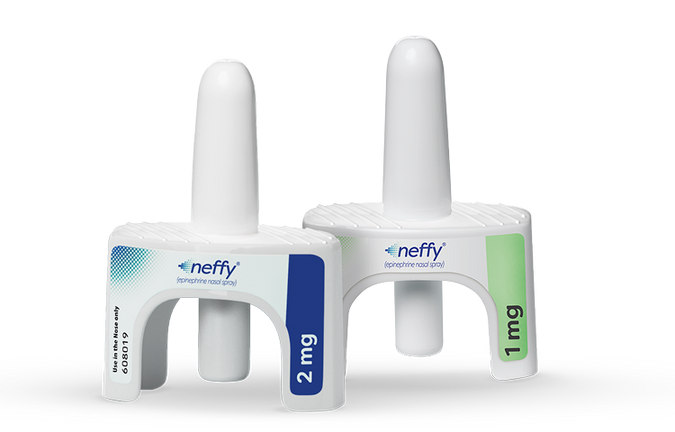 neffy®
(epinephrine nasal spray)
Use in the Nose only
608019
2 mg
neffy®
(epinephrine nasal spray)
1 mg